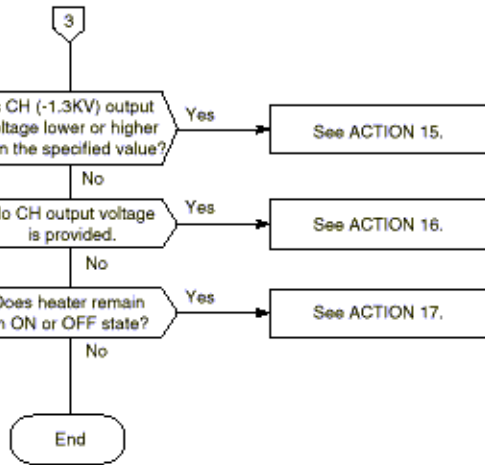 3
CH (-1.3KV) output
ltage lower or higher
the specified value?
Yes
See ACTION 15.
No
CH output voltage
is provided.
Yes
See ACTION 16.
No
Does heater remain
ON or OFF state?
Yes
See ACTION 17.
No
End